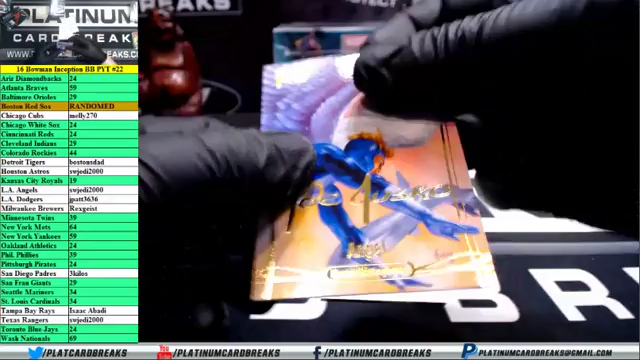 PLATINUM
CARD BREAKS
BREAKS.COM
16 Bowman Inception BB PYT #22
Ariz Diamondbacks 24
Atlanta Braves 59
Baltimore Orioles 29
Boston Red Sox RANDOMED
Chicago Cubs melly270
Chicago White Sox 24
Cincinnati Reds 24
Cleveland Indians 29
Colorado Rockies 44
Detroit Tigers bostonsdad
Houston Astros swjedi2000
Kansas City Royals 19
L.A. Angels swjedi2000
L.A. Dodgers jpatt3636
Milwaukee Brewers Rexgeist
Minnesota Twins 39
New York Mets 64
New York Yankees 59
Oakland Athletics 24
Phil. Phillies 39
Pittsburgh Pirates 24
San Diego Padres 3kilos
San Fran Giants 29
Seattle Mariners 34
St. Louis Cardinals 34
Tampa Bay Rays Isaac Abadi
Texas Rangers swjedi2000
Toronto Blue Jays 24
Wash Nationals 69
/PLATCARDBREAKS
/PLATINUMCARDBREAKS
/PLATINUMCARDBREAKS
PLATINUMCARDBREAKS@GMAIL.COM